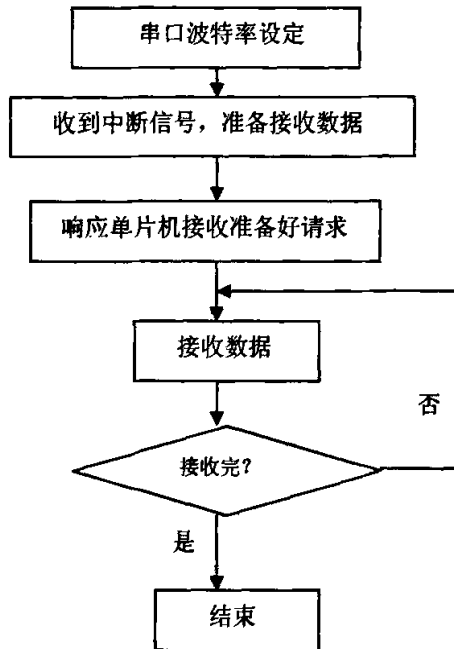 串口波特率设定
收到中断信号，准备接收数据
响应单片机接收准备好请求
接收数据
否
接收完?
是
结束